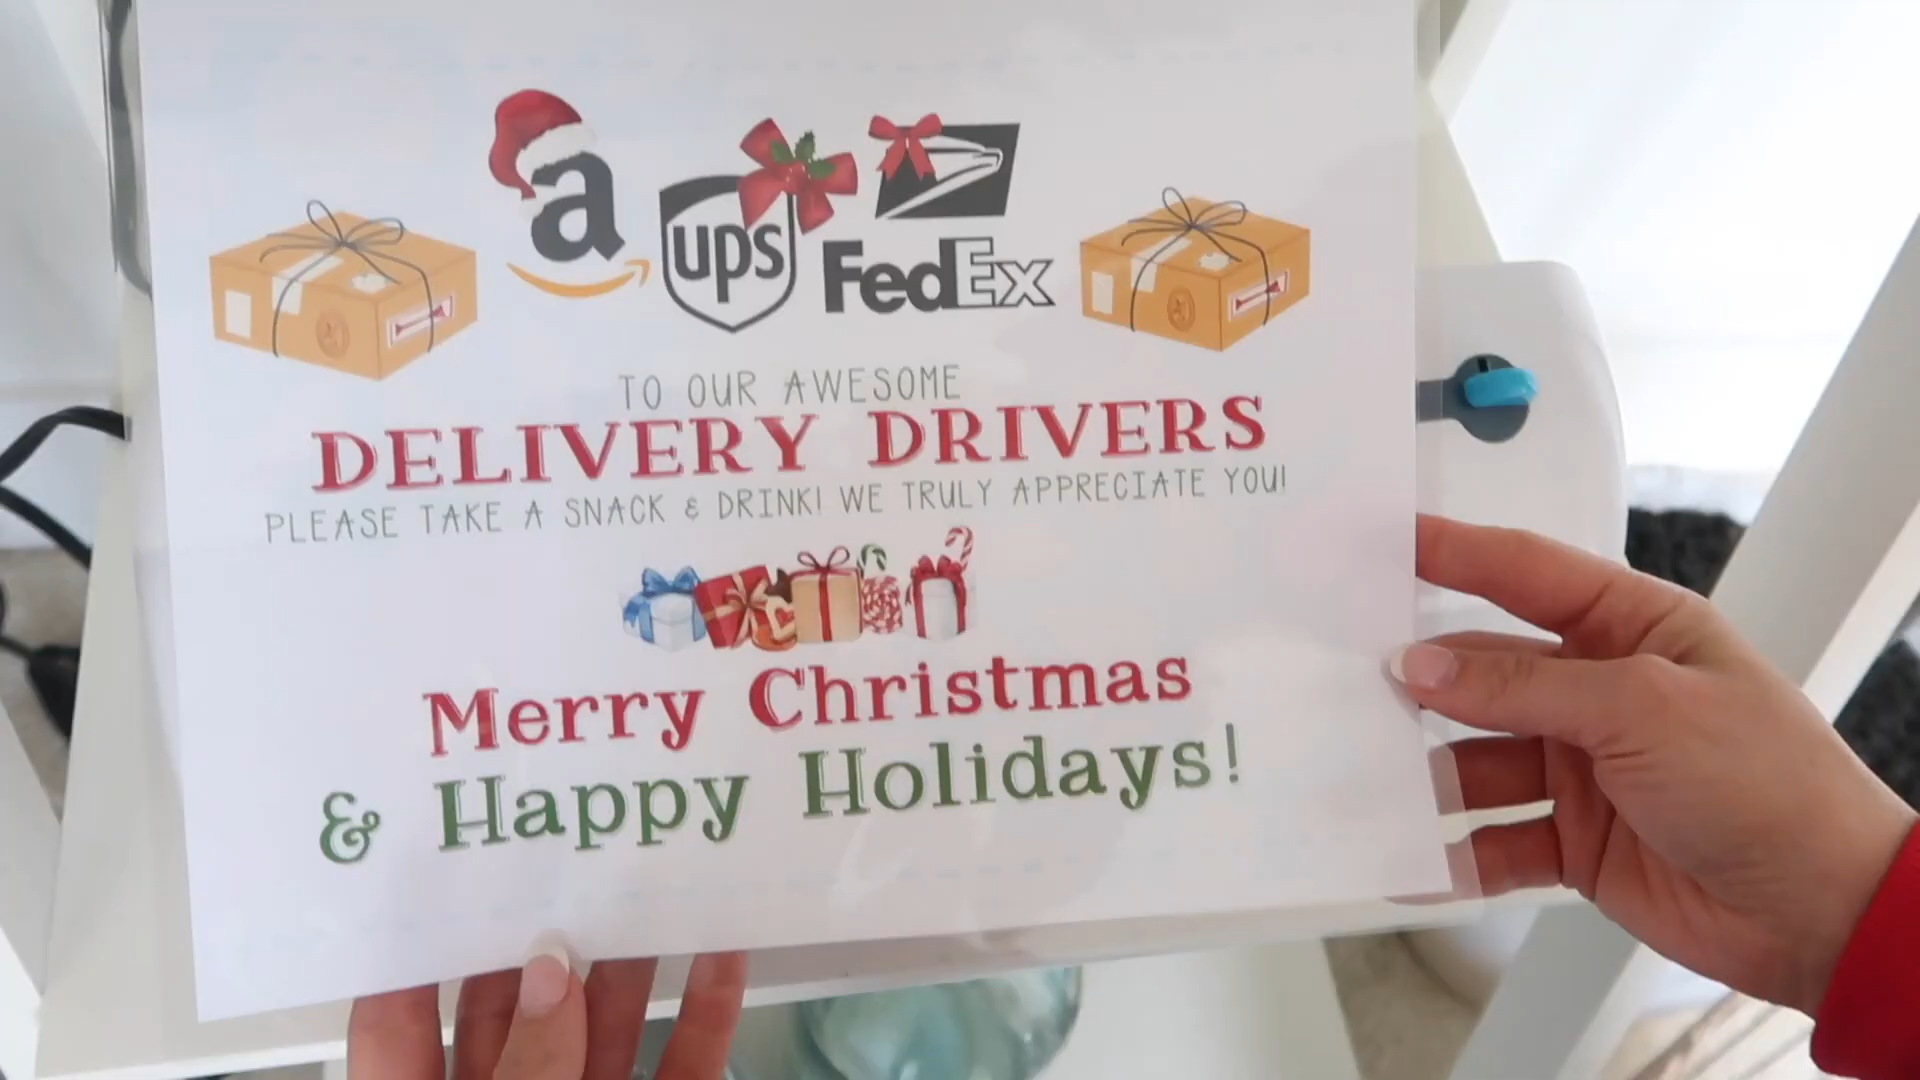 a
ups
FedEx
TO OUR AWESOME
DELIVERY DRIVERS
PLEASE TAKE A SNACK & DRINK! WE TRULY APPRECIATE YOU!
Merry Christmas
& Happy Holidays!